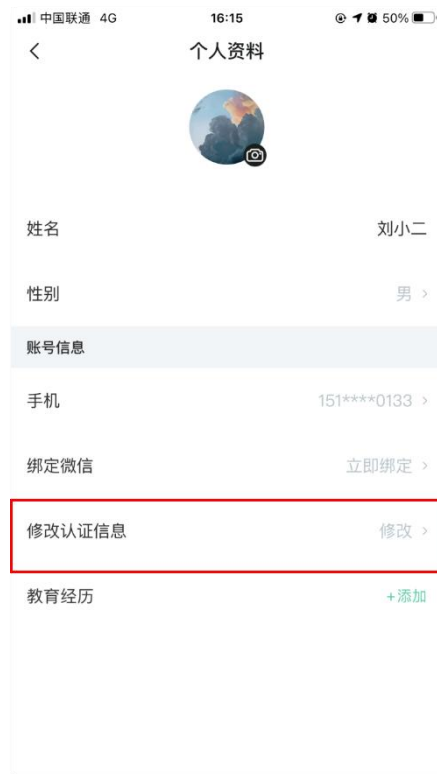 中国联通 4G 16:15 50%
个人资料
姓名 刘小二
性别 男
账号信息
手机 151****0133
绑定微信 立即绑定
修改认证信息 修改
教育经历 +添加